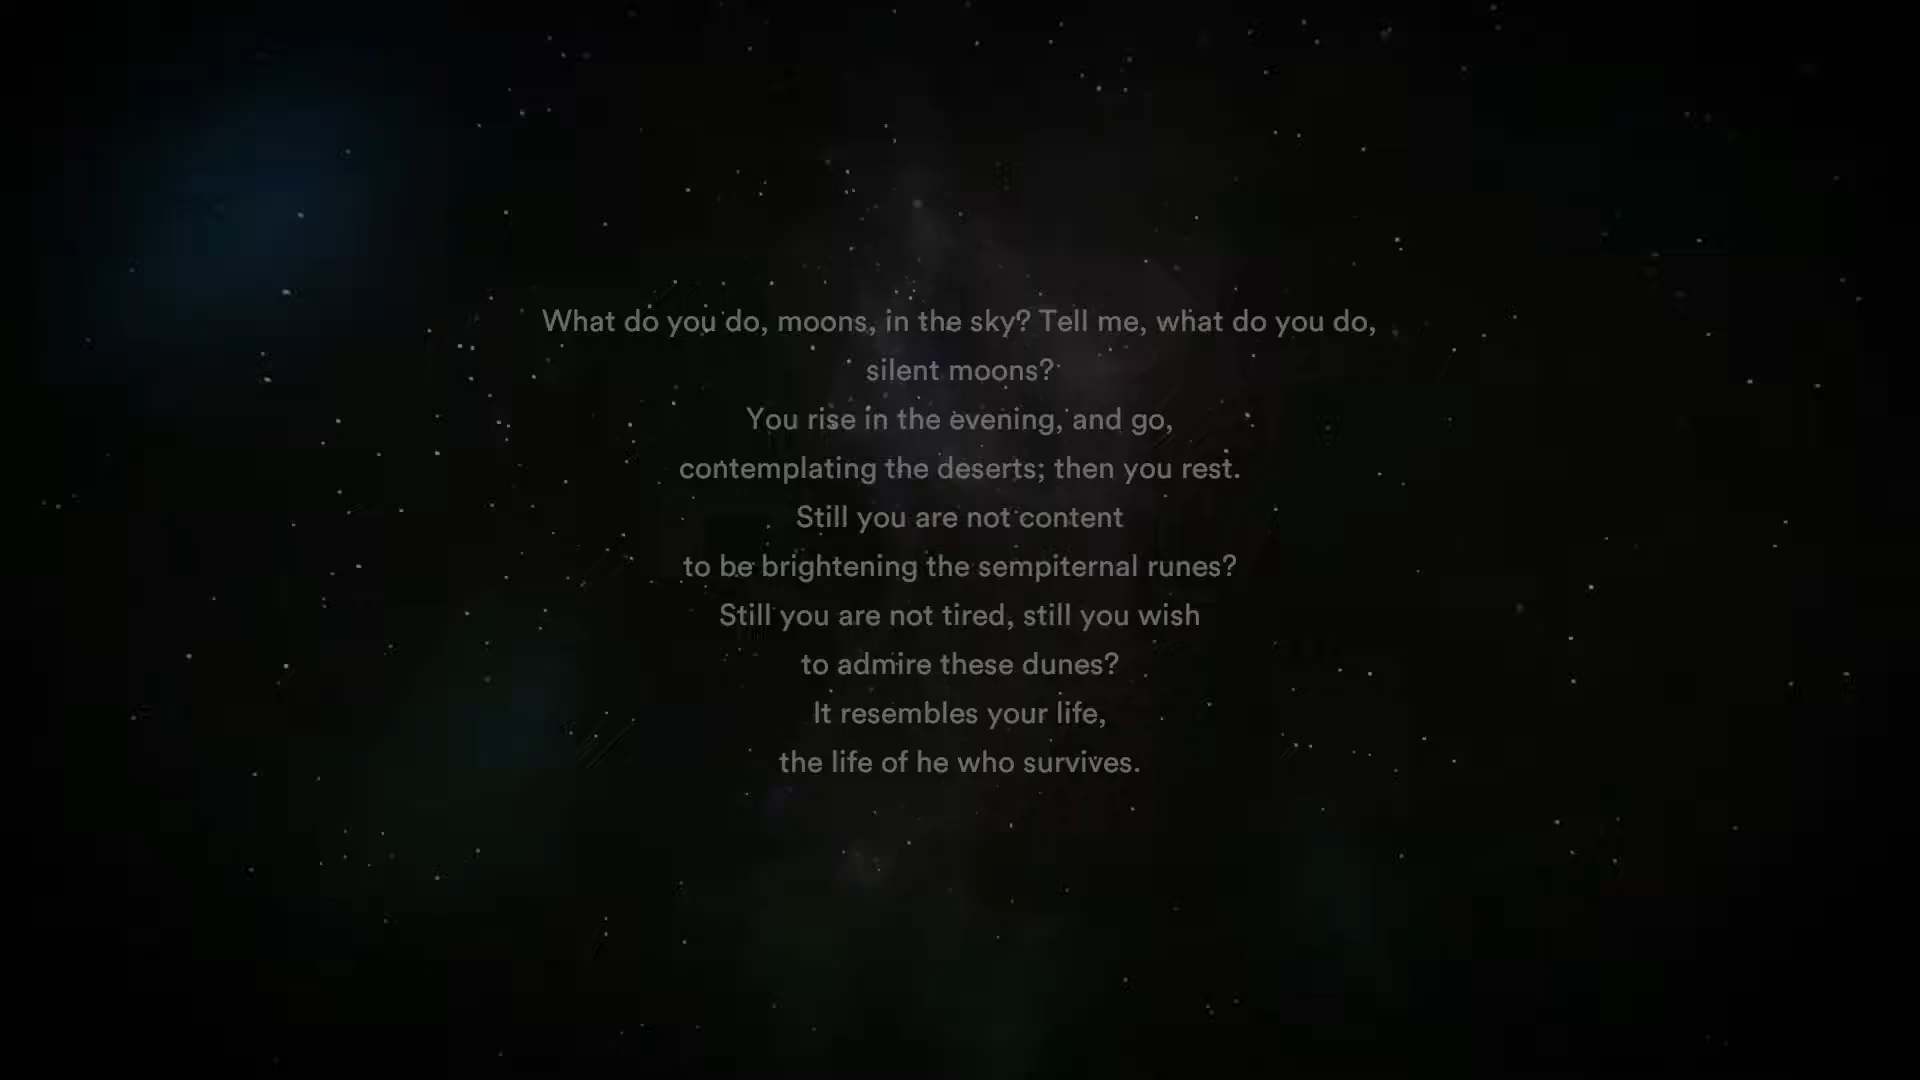 What do you do, moons, in the sky? Tell me, what do you do,
silent moons?
You rise in the evening, and go,
contemplating the deserts; then you rest.
Still you are not content
to be brightening the sempiternal runes?
Still you are not tired, still you wish
to admire these dunes?
It resembles your life,
the life of he who survives.